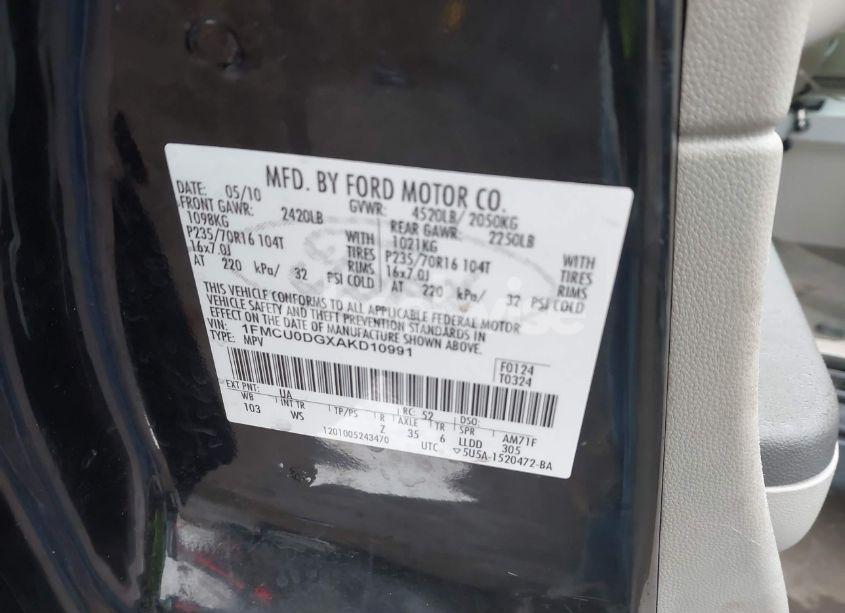 MFD. BY FORD MOTOR CO.
DATE: 05/10 GVWR: 4520LB/ 2050KG
FRONT GAWR: 2420LB REAR GAWR: 2250LB
1098KG WITH 1021KG WITH
P235/70R16 104T TIRES P235/70R16 104T TIRES
16x7.0J RIMS 16x7.0J RIMS
AT 220 kPa/ 32 PSI COLD AT 220 kPa/ 32 PSI COLD
THIS VEHICLE CONFORMS TO ALL APPLICABLE FEDERAL MOTOR
VEHICLE SAFETY AND THEFT PREVENTION STANDARDS IN
EFFECT ON THE DATE OF MANUFACTURE SHOWN ABOVE.
VIN: 1FMCU0DGXAKD10991
TYPE: MPV
F0124
T0324
EXT PNT: UA RC: 52 DSO:
WB INT TR TP/PS R AXLE TR SPR AM71F
103 WS Z 35 6 LLDD 305
1201005243470 UTC ▽5U5A-1520472-BA